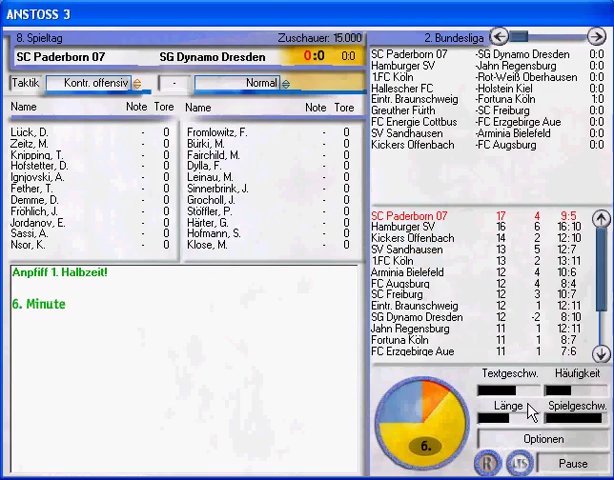 ANSTOSS 3
8. Spieltag Zuschauer: 15.000
SC Paderborn 07 SG Dynamo Dresden 0:0 0:0
Taktik Kontr. offensiv - Normal
Name Note Tore Name Note Tore
Lück, D. - 0 Fromlowitz, F. - 0
Zeitz, M. - 0 Bürki, M. - 0
Knipping, T. - 0 Fairchild, M. - 0
Hofstetter, D. - 0 Dylla, F. - 0
Ignjovski, A. - 0 Leinau, M. - 0
Fether, T. - 0 Sinnerbrink, J. - 0
Demme, D. - 0 Grocholl, J. - 0
Fröhlich, J. - 0 Stöffler, P. - 0
Jordanov, E. - 0 Härter, G. - 0
Sassi, A. - 0 Hofmann, S. - 0
Nsor, K. - 0 Klose, M. - 0
Anpfiff 1. Halbzeit!
6. Minute
2. Bundesliga
SC Paderborn 07 -SG Dynamo Dresden 0:0
Hamburger SV -Jahn Regensburg 0:0
1.FC Köln -Rot-Weiß Oberhausen 0:0
Hallescher FC -Holstein Kiel 0:0
Eintr. Braunschweig -Fortuna Köln 1:0
Greuther Fürth -SC Freiburg 0:0
FC Energie Cottbus -FC Erzgebirge Aue 0:0
SV Sandhausen -Arminia Bielefeld 0:0
Kickers Offenbach -FC Augsburg 0:0
SC Paderborn 07 17 4 9:5
Hamburger SV 16 6 16:10
Kickers Offenbach 14 2 12:10
SV Sandhausen 13 5 12:7
1.FC Köln 13 2 13:11
Arminia Bielefeld 12 4 10:6
FC Augsburg 12 4 8:4
SC Freiburg 12 3 10:7
Eintr. Braunschweig 12 1 12:11
SG Dynamo Dresden 12 -2 8:10
Jahn Regensburg 11 1 12:11
Fortuna Köln 11 1 8:7
FC Erzgebirge Aue 11 1 7:6
Textgeschw. Häufigkeit
Länge Spielgeschw.
6.
Optionen
R LTS Pause